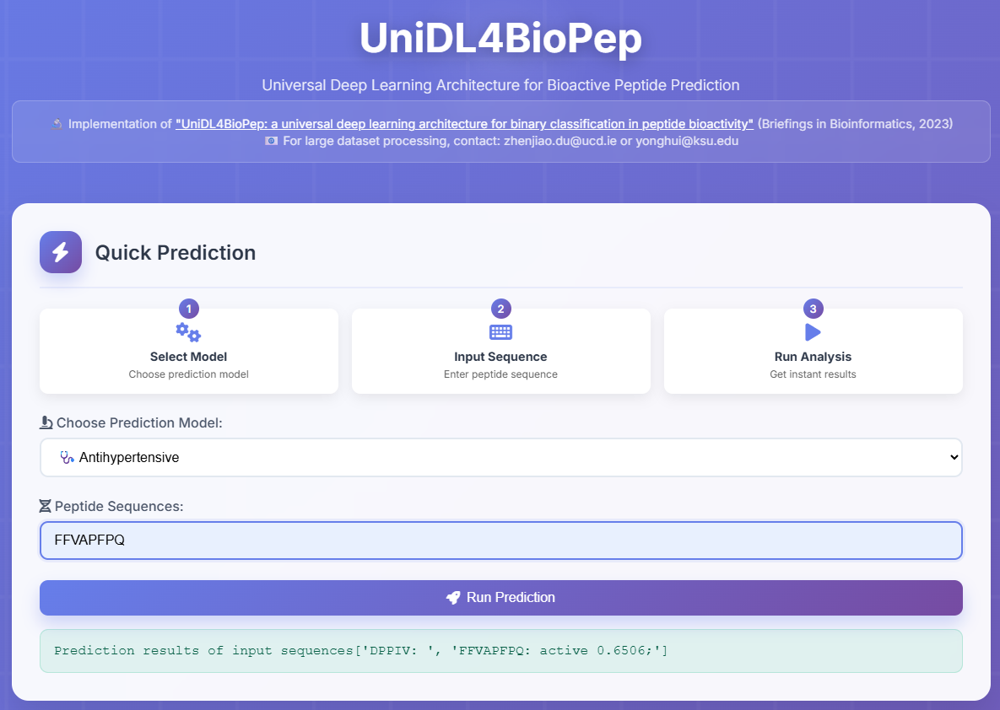 UniDL4BioPep
Universal Deep Learning Architecture for Bioactive Peptide Prediction
Implementation of "UniDL4BioPep: a universal deep learning architecture for binary classification in peptide bioactivity" (Briefings in Bioinformatics, 2023)
For large dataset processing, contact: zhenjiao.du@ucd.ie or yonghui@ksu.edu
Quick Prediction
1
Select Model
Choose prediction model
2
Input Sequence
Enter peptide sequence
3
Run Analysis
Get instant results
Choose Prediction Model:
Antihypertensive
Peptide Sequences:
FFVAPFPQ
Run Prediction
Prediction results of input sequences['DPPIV: ', 'FFVAPFPQ: active 0.6506;']